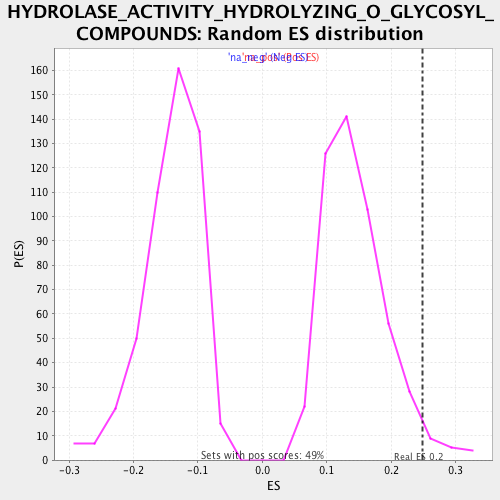 HYDROLASE_ACTIVITY_HYDROLYZING_O_GLYCOSYL_
COMPOUNDS: Random ES distribution
160
150
140
130
120
110
100
90
80
70
60
50
40
30
20
10
0
P(ES)
Sets with pos scores: 49%
Real ES 0.2
-0.3 -0.2 -0.1 0.0 0.1 0.2 0.3
ES